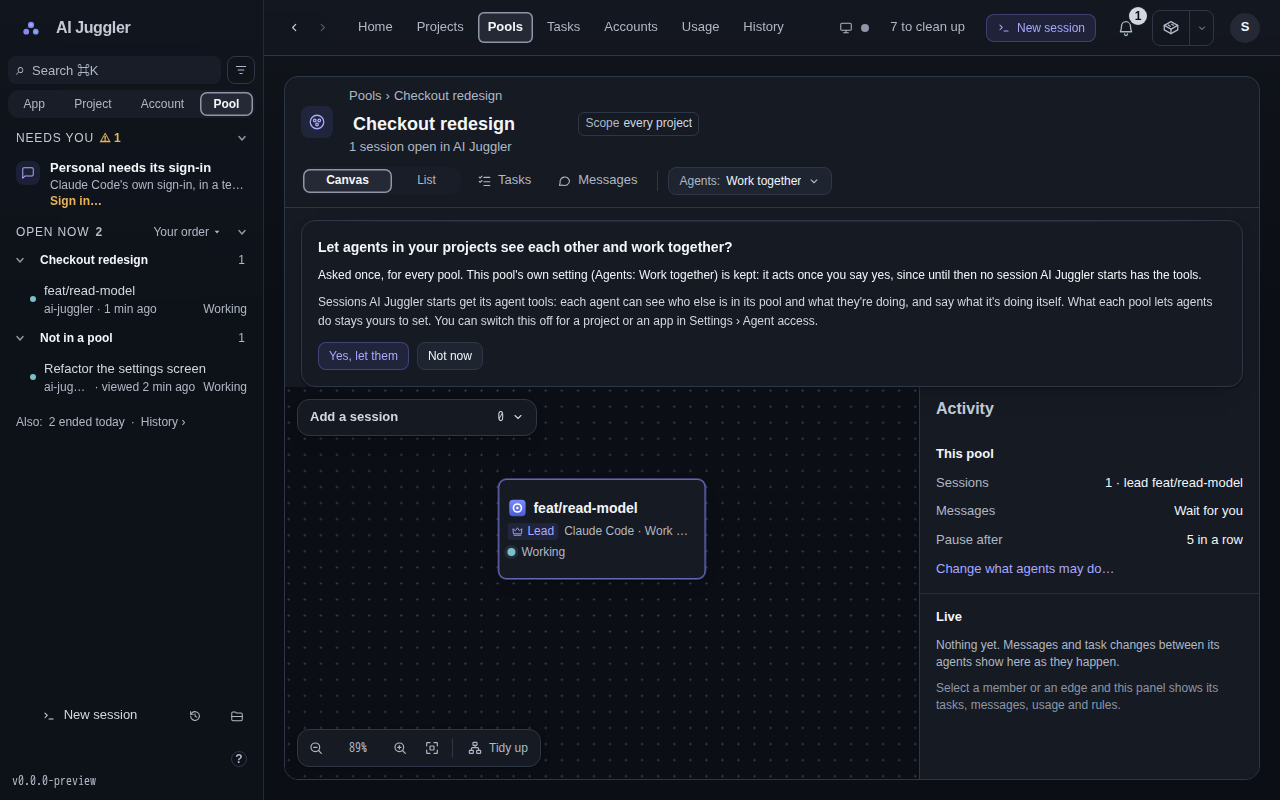 AI Juggler
Search ⌘K
App Project Account Pool
NEEDS YOU 1
Personal needs its sign-in
Claude Code's own sign-in, in a te…
Sign in…
OPEN NOW 2 Your order
Checkout redesign 1
feat/read-model
ai-juggler · 1 min ago Working
Not in a pool 1
Refactor the settings screen
ai-jug… · viewed 2 min ago Working
Also: 2 ended today · History ›
New session
?
v0.0.0-preview
Home Projects Pools Tasks Accounts Usage History
7 to clean up
New session
1
S
Pools › Checkout redesign
Checkout redesign
Scope every project
1 session open in AI Juggler
Canvas List Tasks Messages Agents: Work together
Let agents in your projects see each other and work together?
Asked once, for every pool. This pool's own setting (Agents: Work together) is kept: it acts once you say yes, since until then no session AI Juggler starts has the tools.
Sessions AI Juggler starts get its agent tools: each agent can see who else is in its pool and what they're doing, and say what it's doing itself. What each pool lets agents
do stays yours to set. You can switch this off for a project or an app in Settings › Agent access.
Yes, let them Not now
Add a session 0
feat/read-model
Lead Claude Code · Work …
Working
89% Tidy up
Activity
This pool
Sessions 1 · lead feat/read-model
Messages Wait for you
Pause after 5 in a row
Change what agents may do…
Live
Nothing yet. Messages and task changes between its
agents show here as they happen.
Select a member or an edge and this panel shows its
tasks, messages, usage and rules.